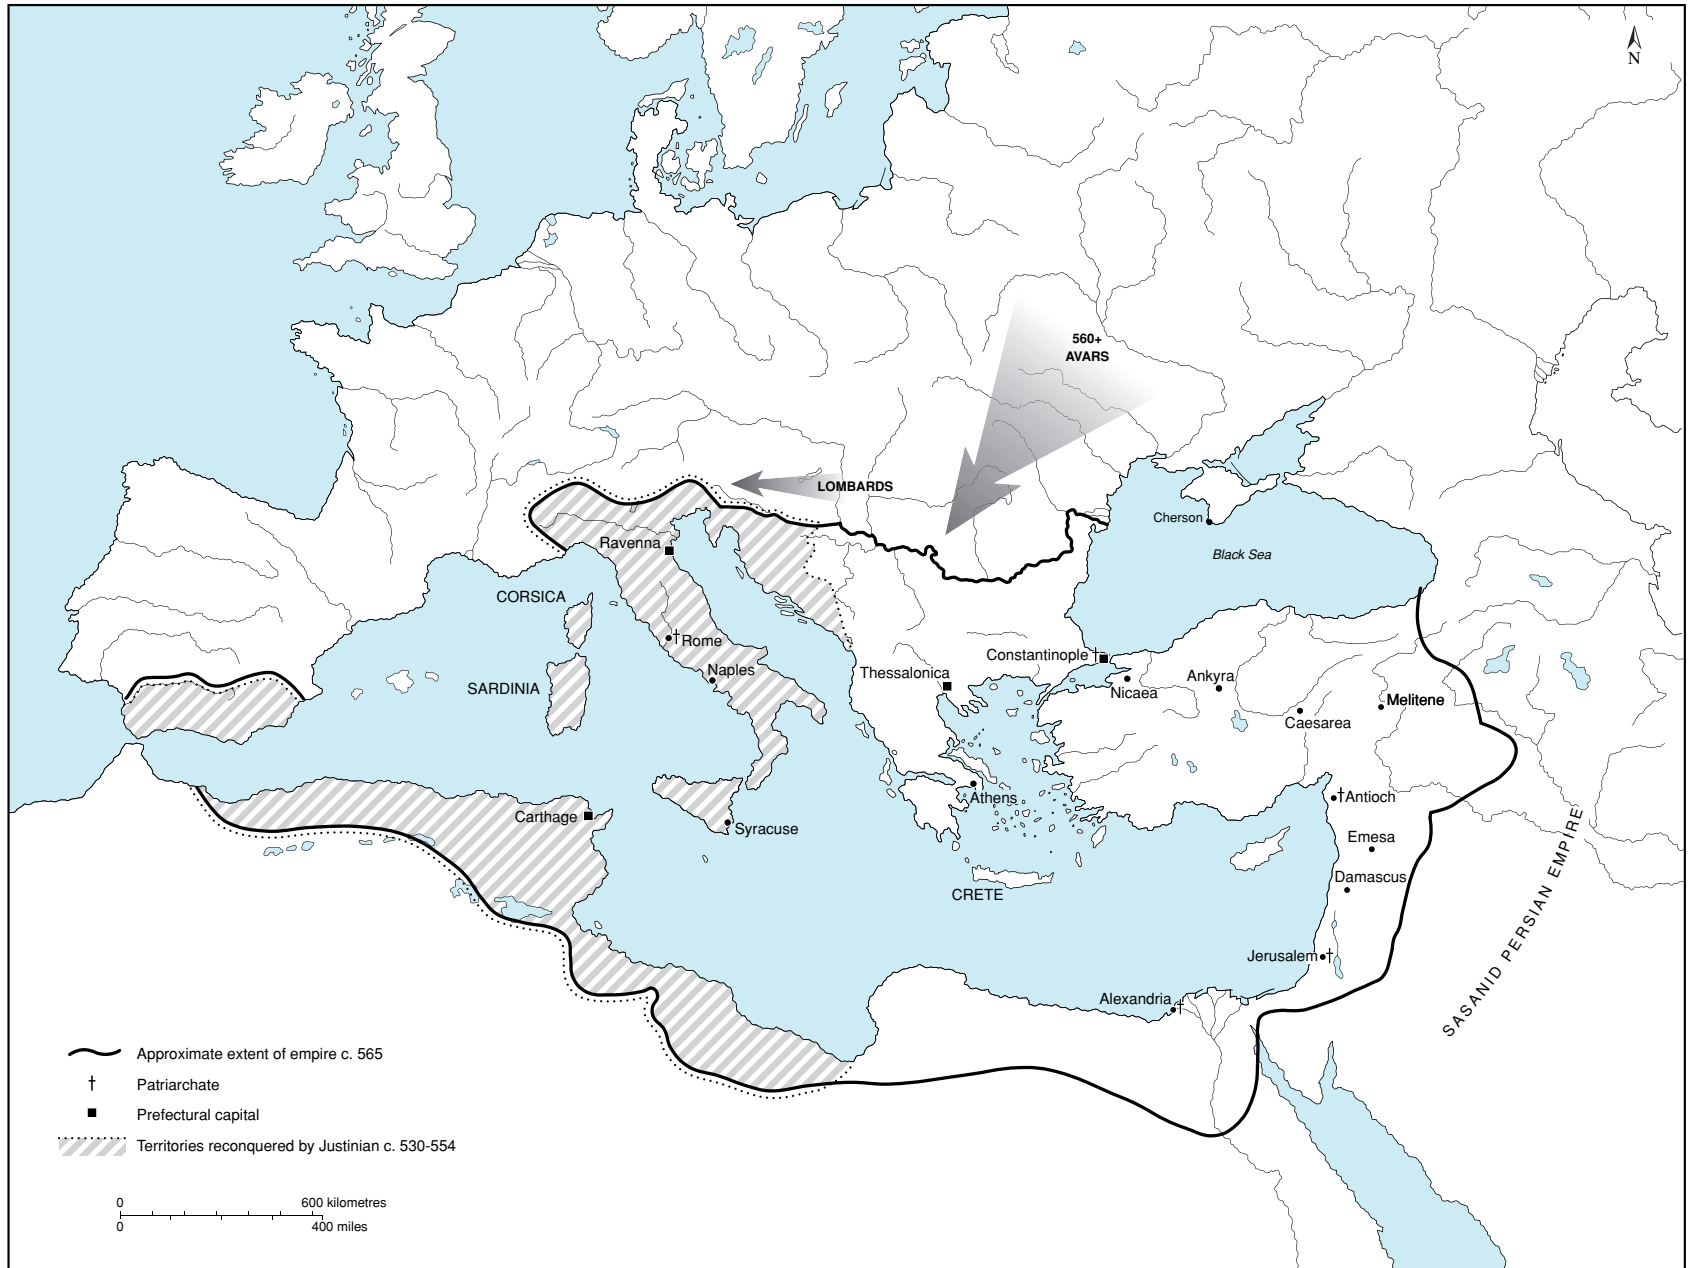 N
560+
AVARS
LOMBARDS
Cherson
Black Sea
Ravenna
CORSICA
†Rome
Constantinople †
Thessalonica
Naples
SARDINIA
Nicaea
Ankyra
Melitene
Caesarea
Athens
†Antioch
Carthage
Syracuse
Emesa
Damascus
CRETE
SASANID PERSIAN EMPIRE
Jerusalem †
Alexandria †
Approximate extent of empire c. 565
† Patriarchate
Prefectural capital
Territories reconquered by Justinian c. 530-554
0 600 kilometres
0 400 miles